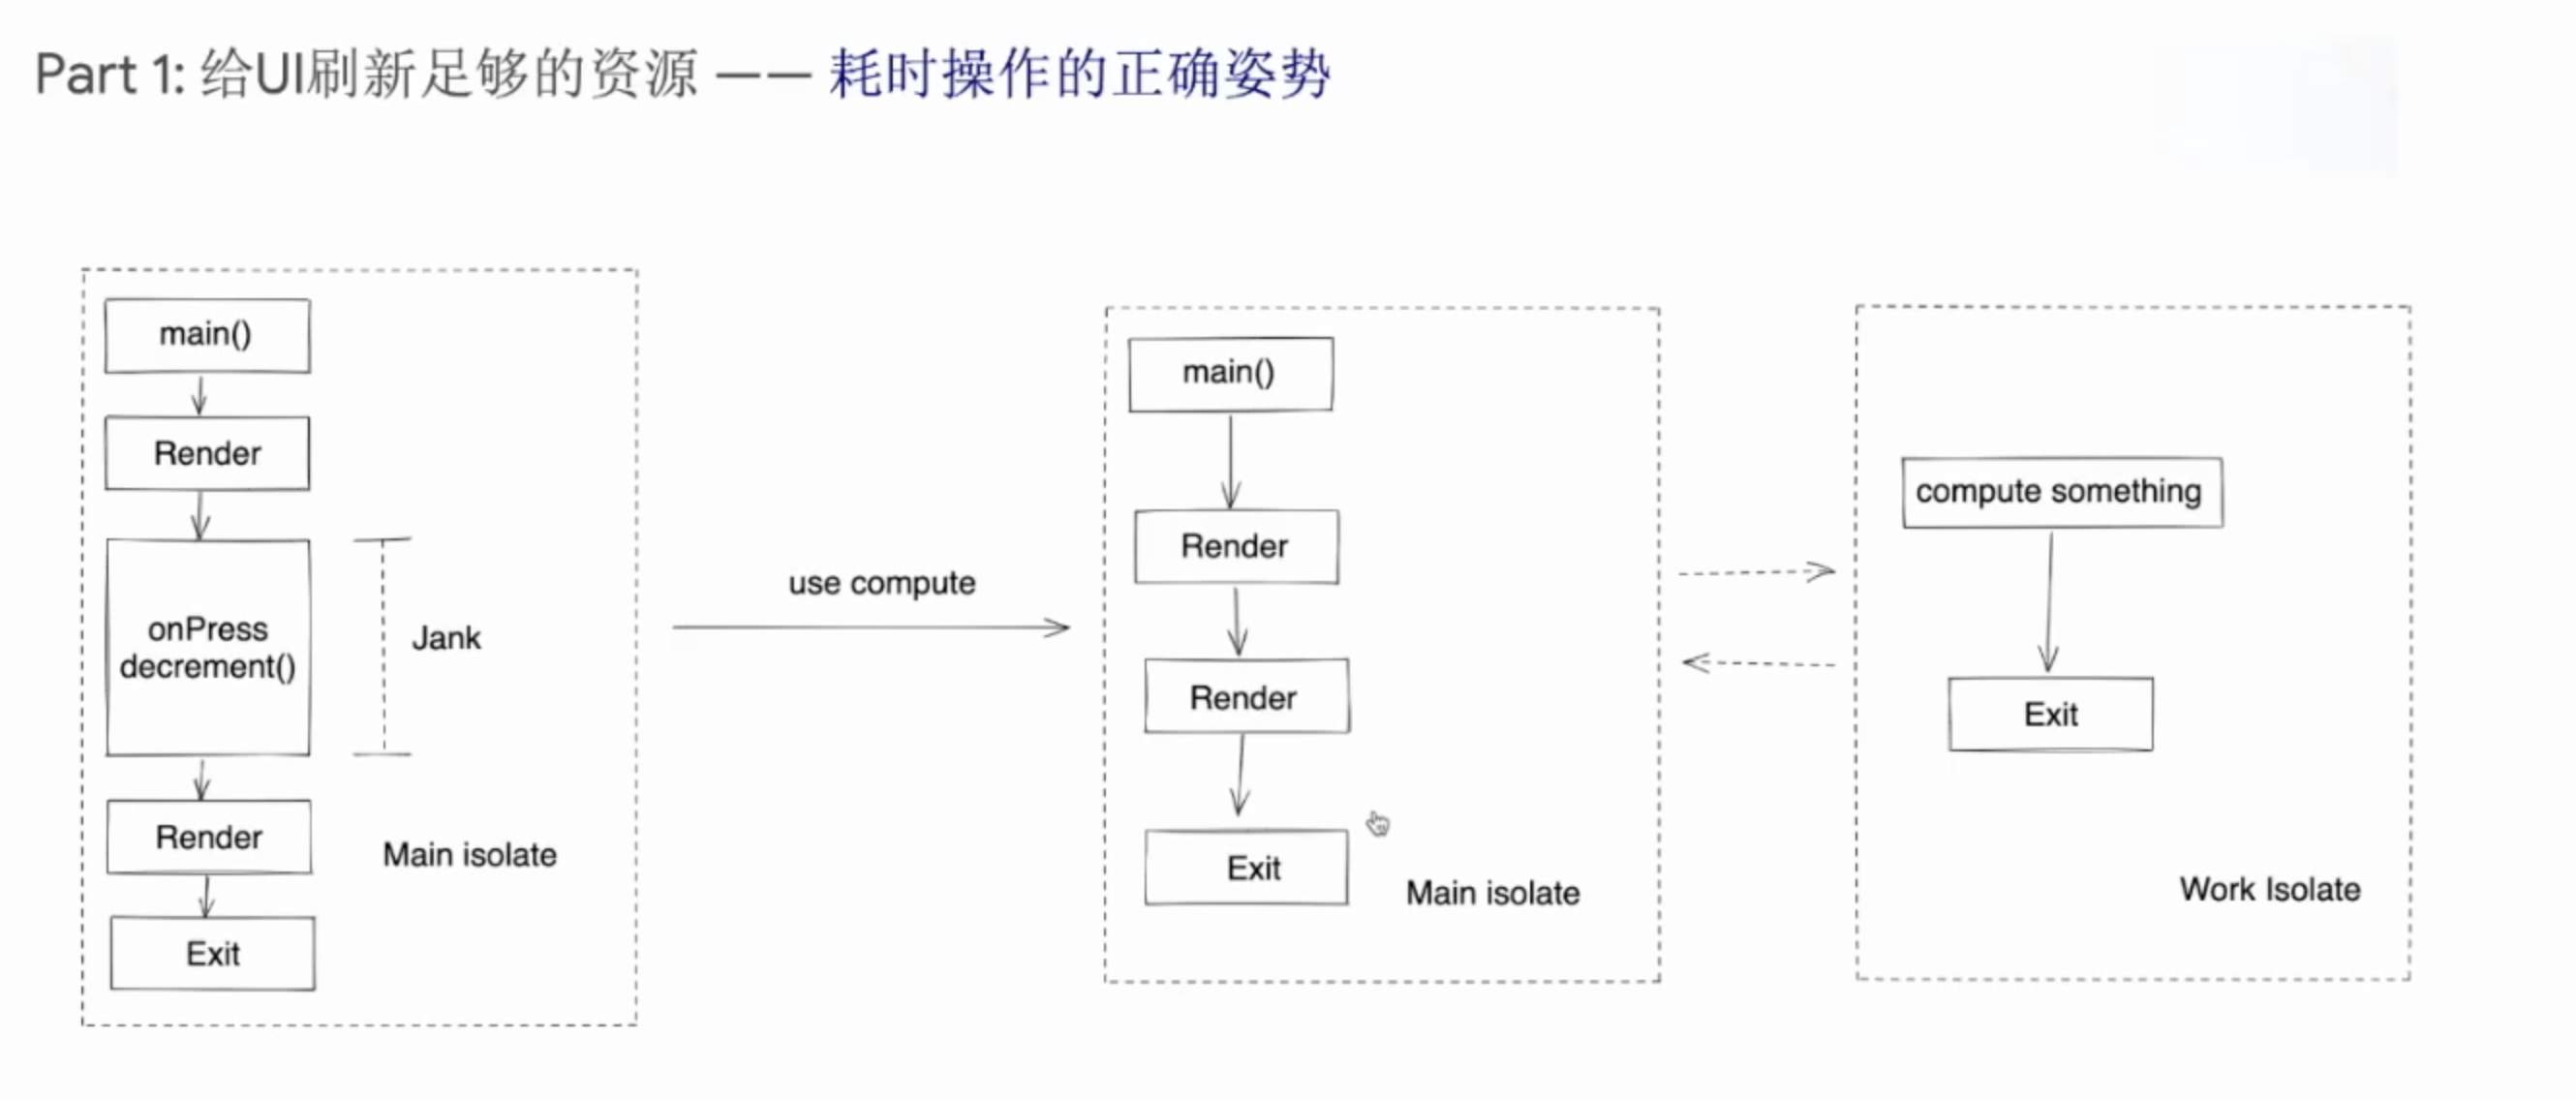 Part 1: 给UI刷新足够的资源 —— 耗时操作的正确姿势
main()
Render
onPress
decrement()
Jank
Render
Main isolate
Exit
use compute
main()
Render
Render
Exit
Main isolate
compute something
Exit
Work Isolate